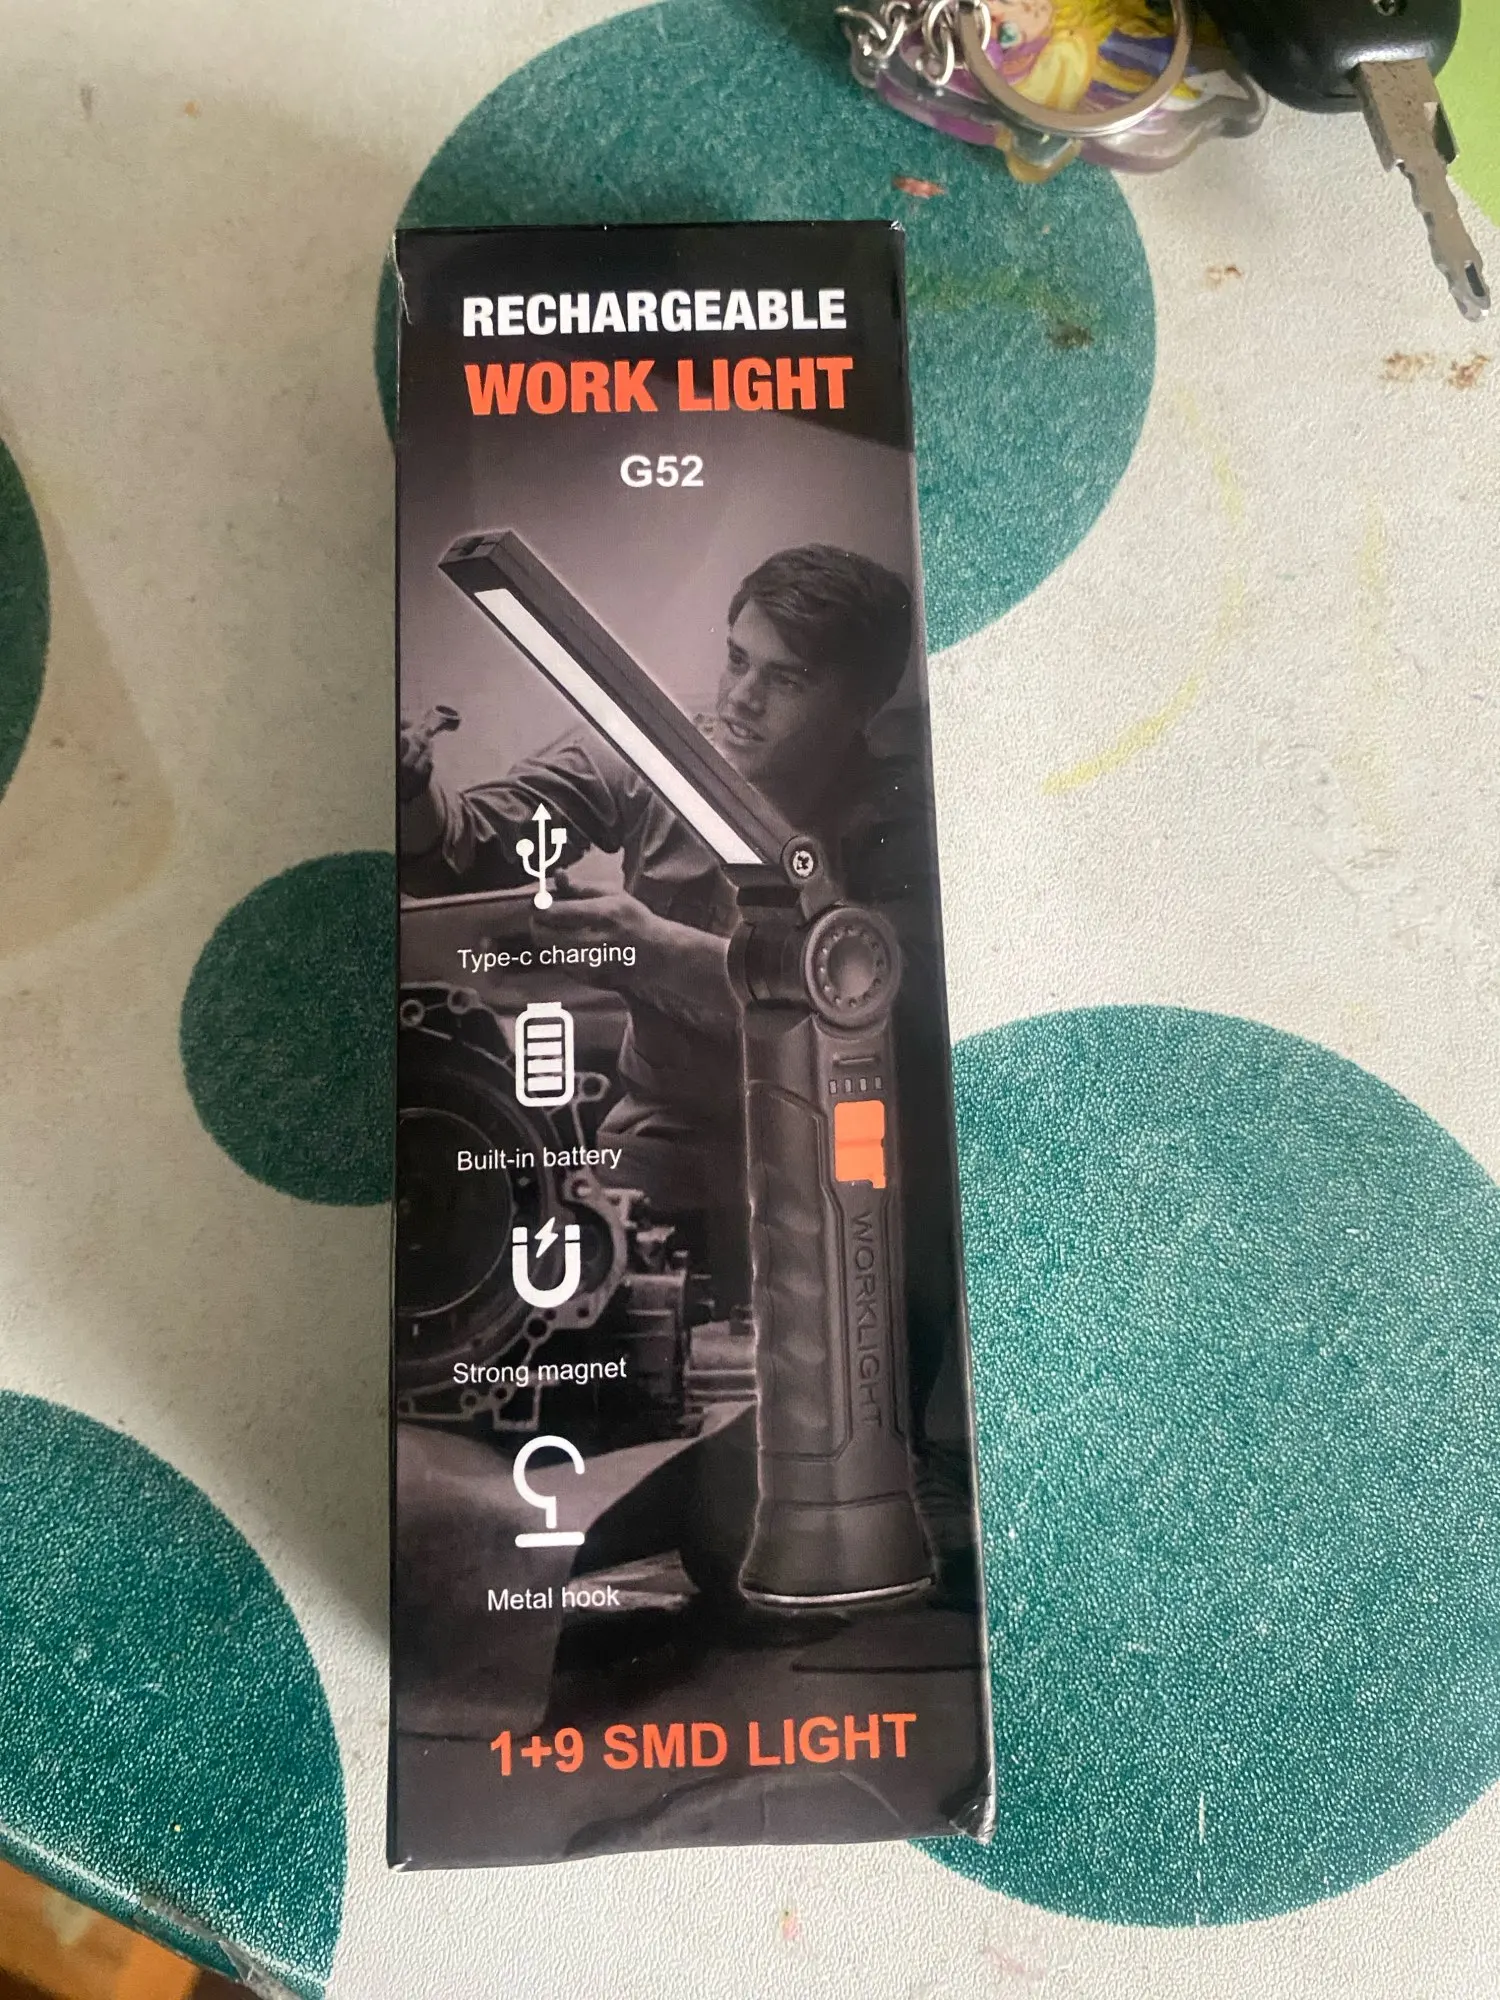 RECHARGEABLE
WORK LIGHT
G52
Type-c charging
Built-in battery
WORKLIGHT
Strong magnet
Metal hook
1+9 SMD LIGHT